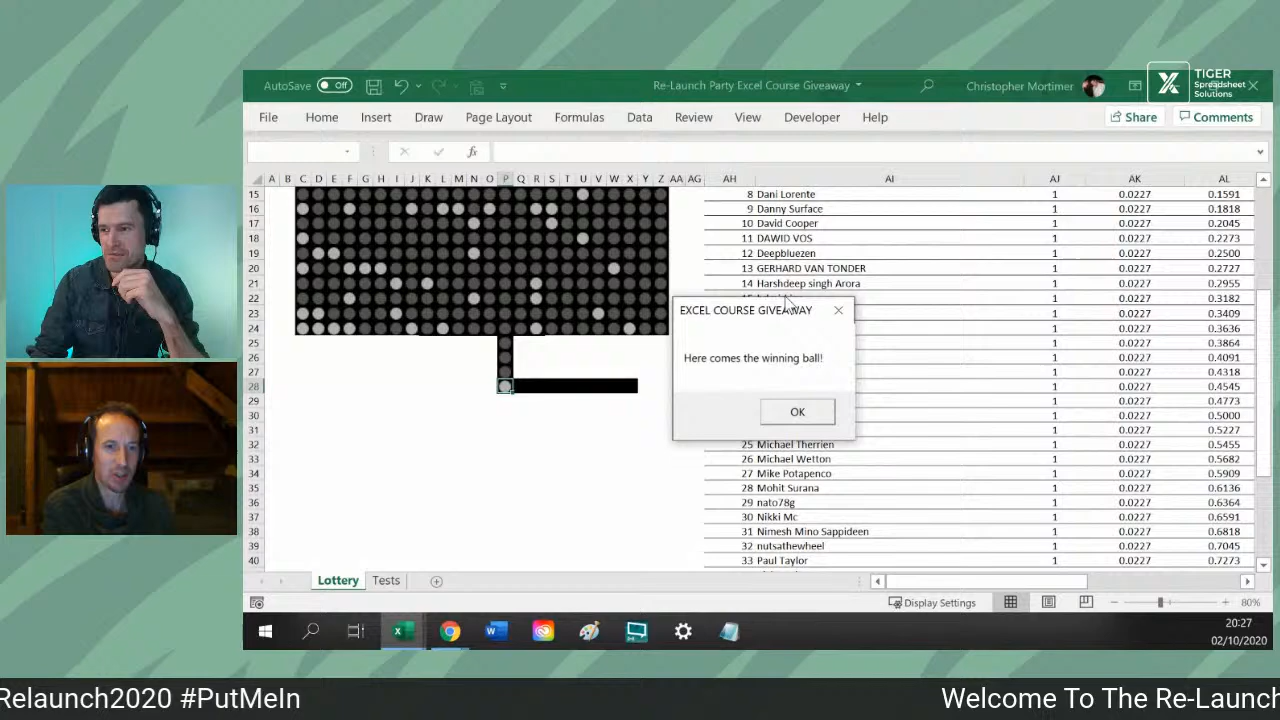 AutoSave Off
Re-Launch Party Excel Course Giveaway
Christopher Mortimer
TIGER
Spreadsheet
Solutions
File Home Insert Draw Page Layout Formulas Data Review View Developer Help
Share Comments
fx
A B C D E F G H I J K L M N O P Q R S T U V W X Y Z AA AG AH AI AJ AK AL
15 8 Dani Lorente 1 0.0227 0.1591
16 9 Danny Surface 1 0.0227 0.1818
17 10 David Cooper 1 0.0227 0.2045
18 11 DAWID VOS 1 0.0227 0.2273
19 12 Deepbluezen 1 0.0227 0.2500
20 13 GERHARD VAN TONDER 1 0.0227 0.2727
21 14 Harshdeep singh Arora 1 0.0227 0.2955
22 1 0.0227 0.3182
23 1 0.0227 0.3409
24 1 0.0227 0.3636
25 1 0.0227 0.3864
26 1 0.0227 0.4091
27 1 0.0227 0.4318
28 1 0.0227 0.4545
29 1 0.0227 0.4773
30 1 0.0227 0.5000
31 1 0.0227 0.5227
32 25 Michael Therrien 1 0.0227 0.5455
33 26 Michael Wetton 1 0.0227 0.5682
34 27 Mike Potapenco 1 0.0227 0.5909
35 28 Mohit Surana 1 0.0227 0.6136
36 29 nato78g 1 0.0227 0.6364
37 30 Nikki Mc 1 0.0227 0.6591
38 31 Nimesh Mino Sappideen 1 0.0227 0.6818
39 32 nutsathewheel 1 0.0227 0.7045
40 33 Paul Taylor 1 0.0227 0.7273
EXCEL COURSE GIVEAWAY
Here comes the winning ball!
OK
Lottery Tests
Display Settings
80%
20:27
02/10/2020
Relaunch2020 #PutMeIn
Welcome To The Re-Launch